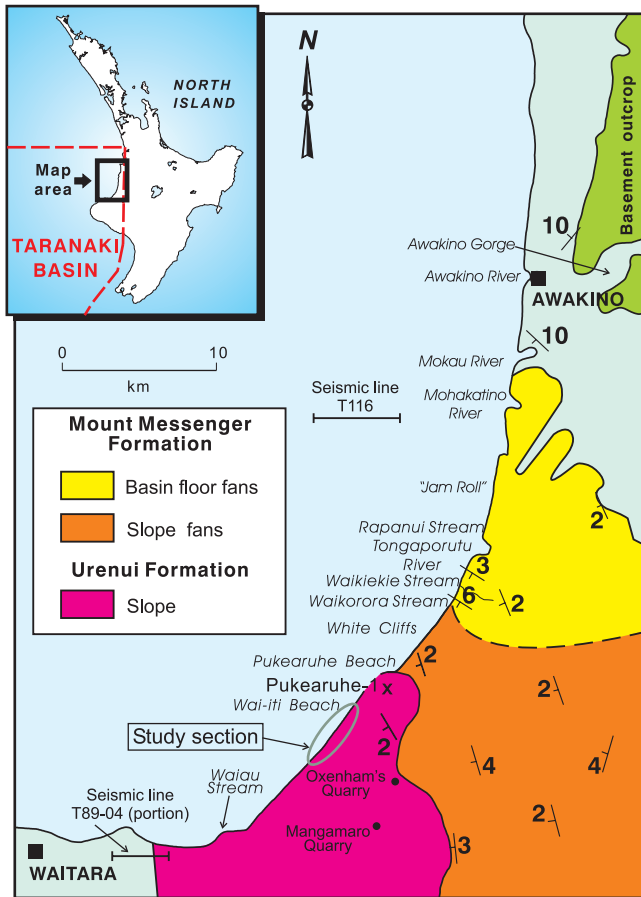 NORTH
ISLAND
Map
area
TARANAKI
BASIN
N
Basement outcrop
10
Awakino Gorge
Awakino River
AWAKINO
0 10
km
10
Mokau River
Seismic line
T116
Mohakatino
River
Mount Messenger
Formation
Basin floor fans
Slope fans
Urenui Formation
Slope
"Jam Roll"
2
Rapanui Stream
Tongaporutu
River
3
Waikiekie Stream
6
2
Waikorora Stream
White Cliffs
2
Pukearuhe Beach
Pukearuhe-1 x
2
Wai-iti Beach
Study section
2
4
4
Oxenham's
Quarry
Waiau
Stream
Seismic line
T89-04 (portion)
2
Mangamaro
Quarry
3
WAITARA